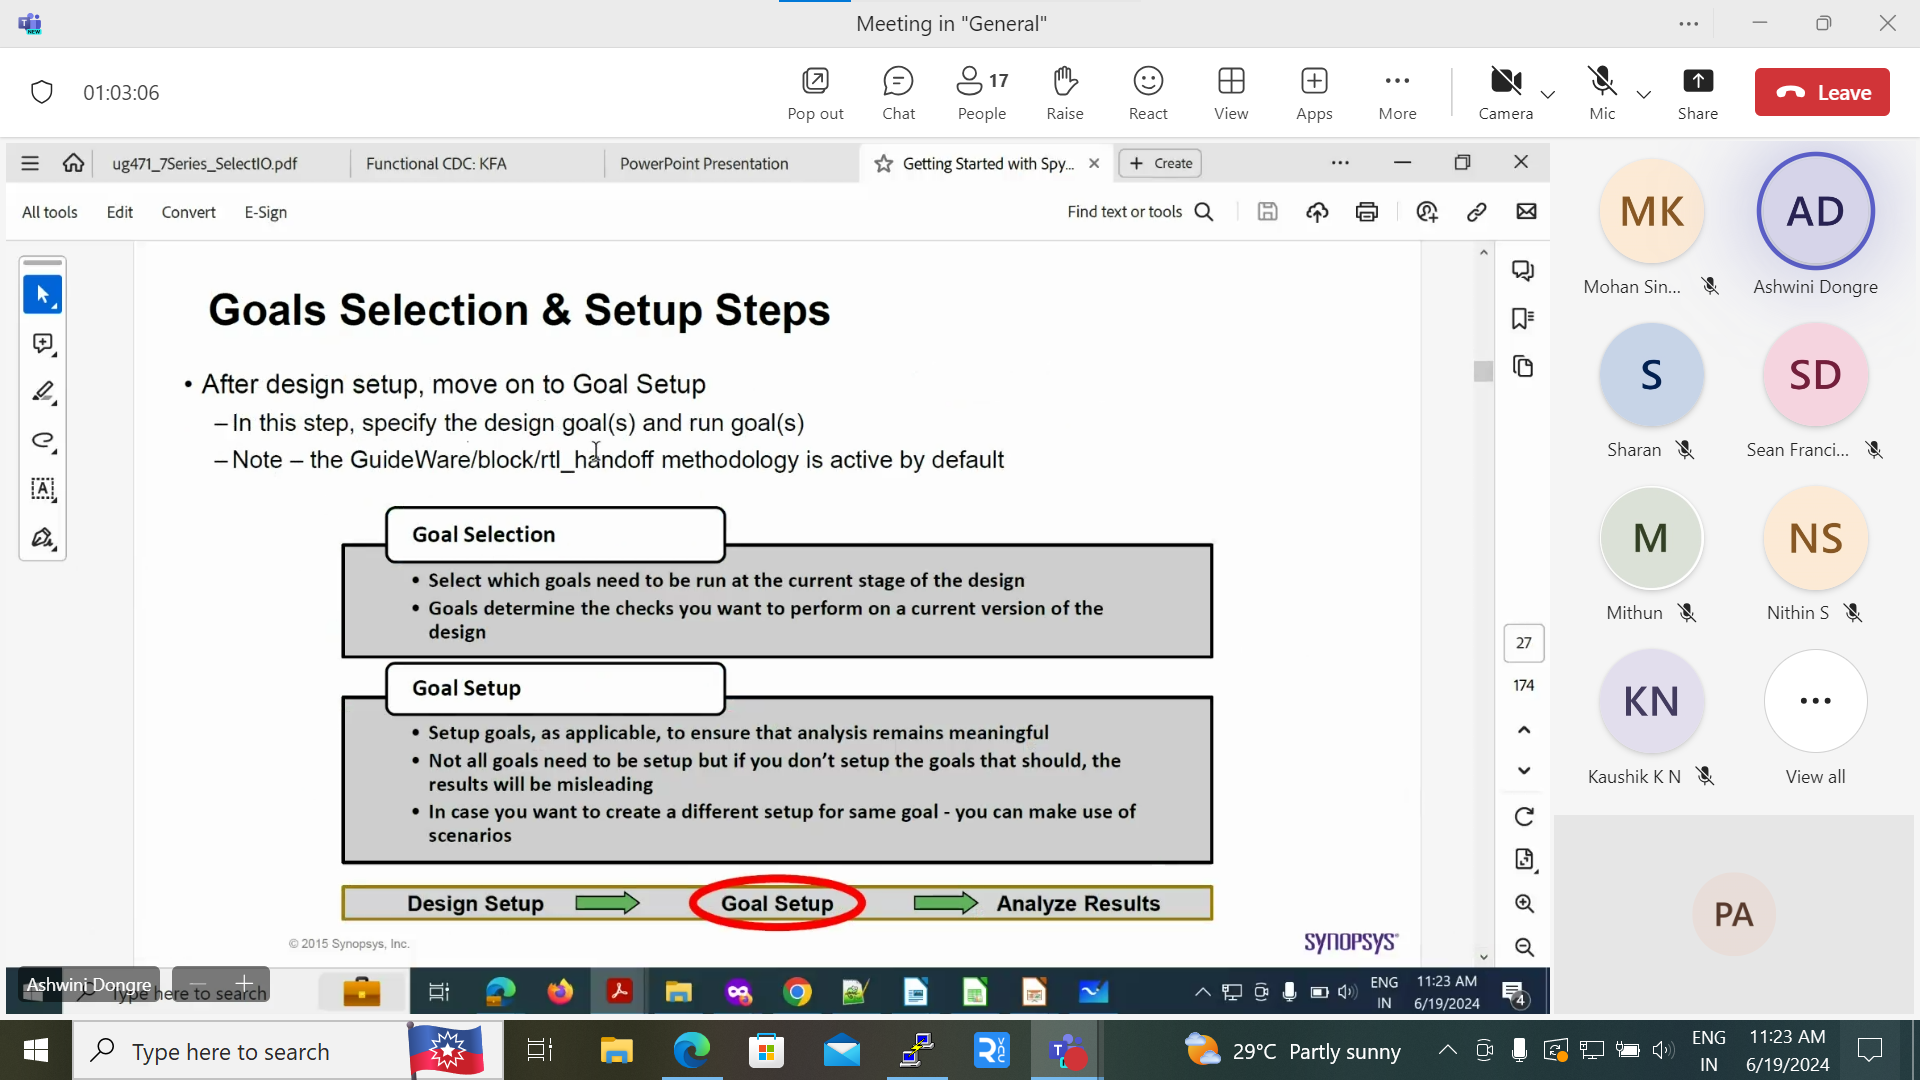 Meeting in "General"
01:03:06
Pop out
Chat
17
People
Raise
React
View
Apps
More
Camera
Mic
Share
Leave
ug471_7Series_SelectIO.pdf
Functional CDC: KFA
PowerPoint Presentation
Getting Started with Spy...
Create
All tools
Edit
Convert
E-Sign
Find text or tools
Goals Selection & Setup Steps
• After design setup, move on to Goal Setup
– In this step, specify the design goal(s) and run goal(s)
– Note – the GuideWare/block/rtl_handoff methodology is active by default
Goal Selection
• Select which goals need to be run at the current stage of the design
• Goals determine the checks you want to perform on a current version of the
design
Goal Setup
• Setup goals, as applicable, to ensure that analysis remains meaningful
• Not all goals need to be setup but if you don't setup the goals that should, the
results will be misleading
• In case you want to create a different setup for same goal - you can make use of
scenarios
Design Setup
Goal Setup
Analyze Results
© 2015 Synopsys, Inc.
SYNOPSYS®
27
174
MK
Mohan Sin...
AD
Ashwini Dongre
S
Sharan
SD
Sean Franci...
M
Mithun
NS
Nithin S
KN
Kaushik K N
View all
PA
Ashwini Dongre
Type here to search
ENG
IN
11:23 AM
6/19/2024
4
Type here to search
29°C Partly sunny
ENG
IN
11:23 AM
6/19/2024